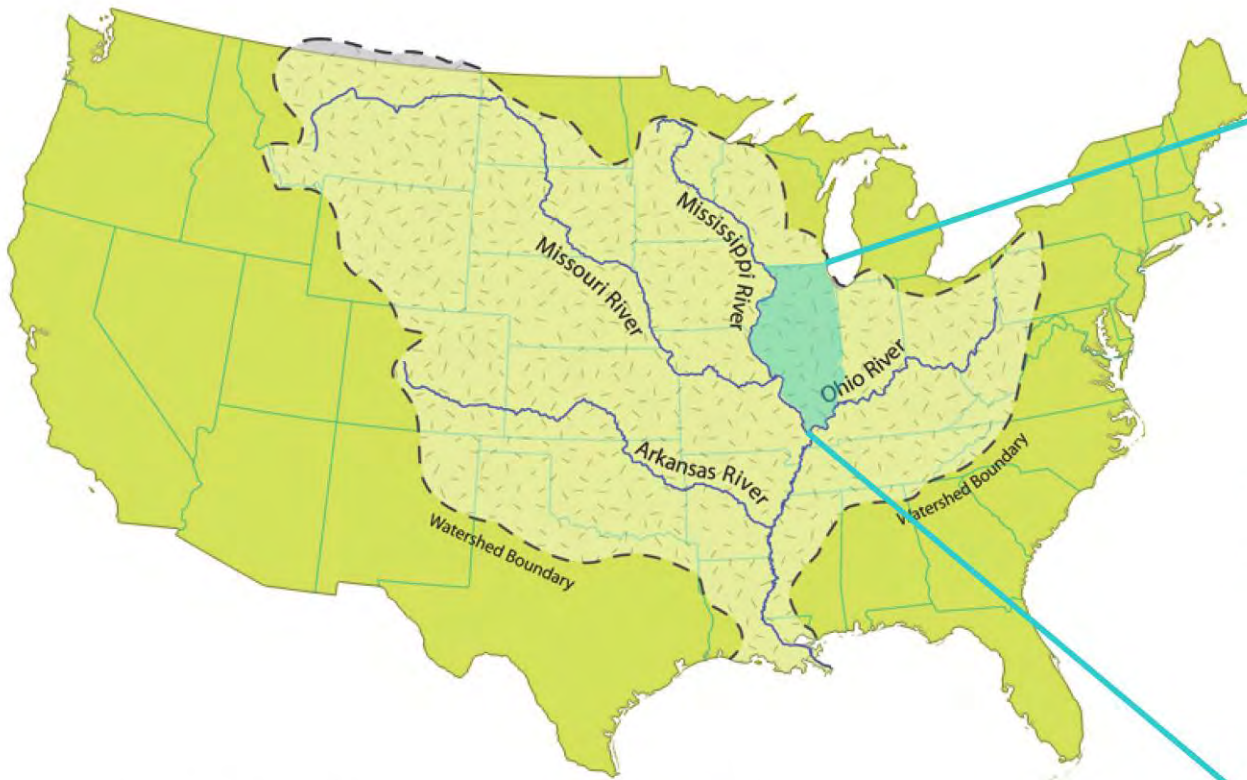 Mississippi River
Missouri River
Ohio River
Arkansas River
Watershed Boundary
Watershed Boundary